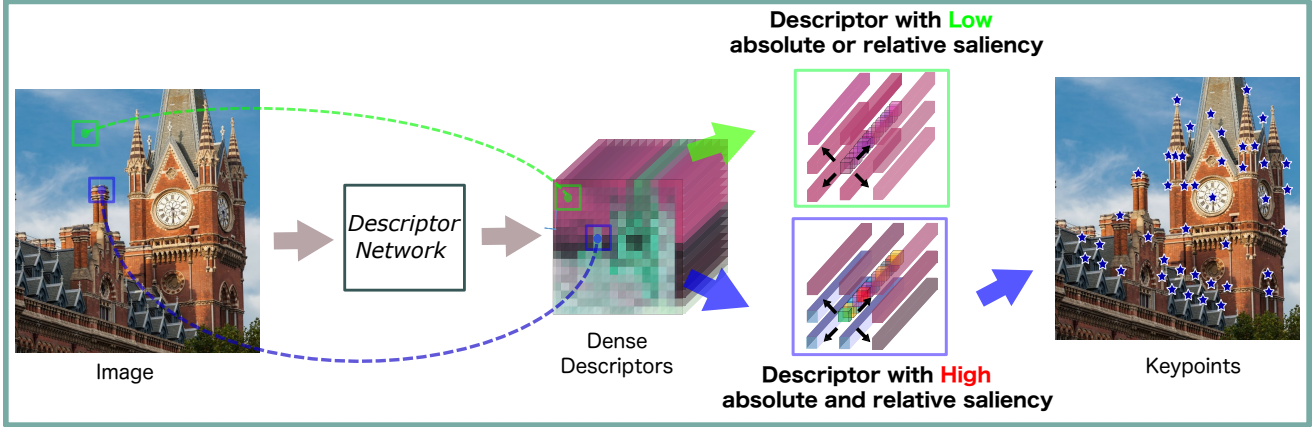 Descriptor with Low
absolute or relative saliency
Descriptor
Network
Image
Dense
Descriptors
Descriptor with High
absolute and relative saliency
Keypoints